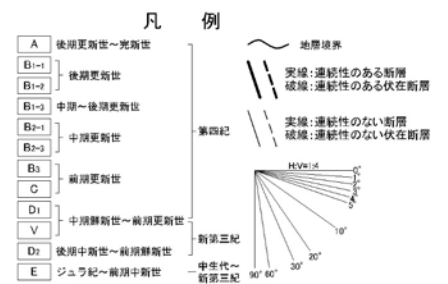 凡 例
A 後期更新世～完新世
B1-1
B1-2
後期更新世
B1-3 中期～後期更新世
B2-1
B2-3
中期更新世
B3
C
前期更新世
D1
V
中期鮮新世～前期更新世
D2 後期中新世～前期鮮新世
E ジュラ紀～前期中新世
第四紀
新第三紀
中生代～
新第三紀
地層境界
実線:連続性のある断層
破線:連続性のある伏在断層
実線:連続性のない断層
破線:連続性のない伏在断層
H:V=1:4
0°
1°
2°
3°
4°
5°
10°
20°
30°
60°
90°